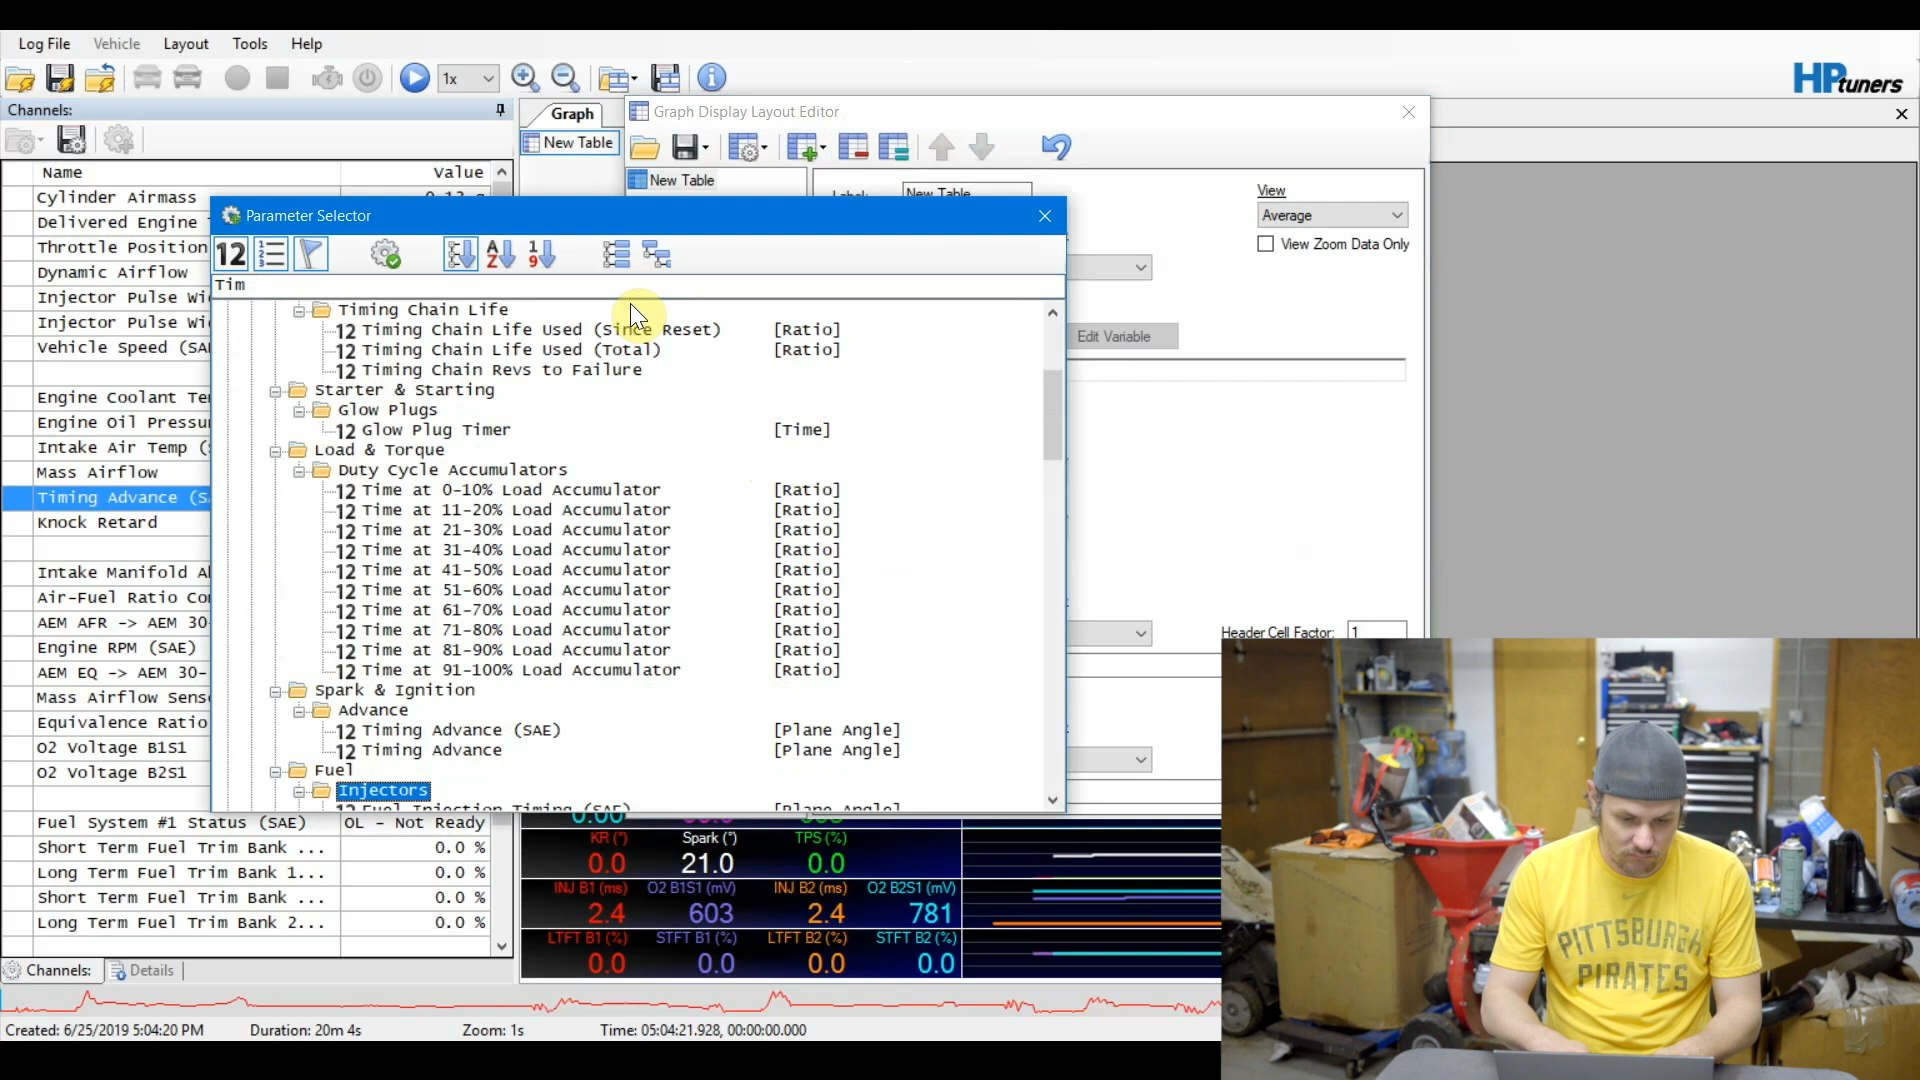 Log File Vehicle Layout Tools Help
1x
HPtuners
Channels:
Graph
Graph Display Layout Editor
New Table
Name Value
New Table
View
Cylinder Airmass
New Table
Parameter Selector
Average
Delivered Engine
View Zoom Data Only
Throttle Position
12
Dynamic Airflow
Tim
Injector Pulse Wi
Injector Pulse Wi
Vehicle Speed (SA
Engine Coolant Te
Engine Oil Pressu
Intake Air Temp (
Mass Airflow
Timing Advance (S
Knock Retard
Intake Manifold A
Air-Fuel Ratio Co
AEM AFR -> AEM 30
Engine RPM (SAE)
AEM EQ -> AEM 30-
Mass Airflow Sens
Equivalence Ratio
O2 Voltage B1S1
O2 Voltage B2S1
Timing Chain Life
12 Timing Chain Life Used (Since Reset) [Ratio]
12 Timing Chain Life Used (Total) [Ratio]
12 Timing Chain Revs to Failure
Starter & Starting
Glow Plugs
12 Glow Plug Timer [Time]
Load & Torque
Duty Cycle Accumulators
12 Time at 0-10% Load Accumulator [Ratio]
12 Time at 11-20% Load Accumulator [Ratio]
12 Time at 21-30% Load Accumulator [Ratio]
12 Time at 31-40% Load Accumulator [Ratio]
12 Time at 41-50% Load Accumulator [Ratio]
12 Time at 51-60% Load Accumulator [Ratio]
12 Time at 61-70% Load Accumulator [Ratio]
12 Time at 71-80% Load Accumulator [Ratio]
12 Time at 81-90% Load Accumulator [Ratio]
12 Time at 91-100% Load Accumulator [Ratio]
Spark & Ignition
Advance
12 Timing Advance (SAE) [Plane Angle]
12 Timing Advance [Plane Angle]
Fuel
Injectors
12 Fuel Injection Timing (SAE) [Plane Angle]
Edit Variable
Header Cell Factor: 1
Fuel System #1 Status (SAE) OL - Not Ready
Short Term Fuel Trim Bank ... 0.0 %
Long Term Fuel Trim Bank 1... 0.0 %
Short Term Fuel Trim Bank ... 0.0 %
Long Term Fuel Trim Bank 2... 0.0 %
KR (°) Spark (°) TPS (%)
0.0 21.0 0.0
INJ B1 (ms) O2 B1S1 (mV) INJ B2 (ms) O2 B2S1 (mV)
2.4 603 2.4 781
LTFT B1 (%) STFT B1 (%) LTFT B2 (%) STFT B2 (%)
0.0 0.0 0.0 0.0
Channels: Details
Created: 6/25/2019 5:04:20 PM Duration: 20m 4s Zoom: 1s Time: 05:04:21.928, 00:00:00.000
PITTSBURGH
PIRATES